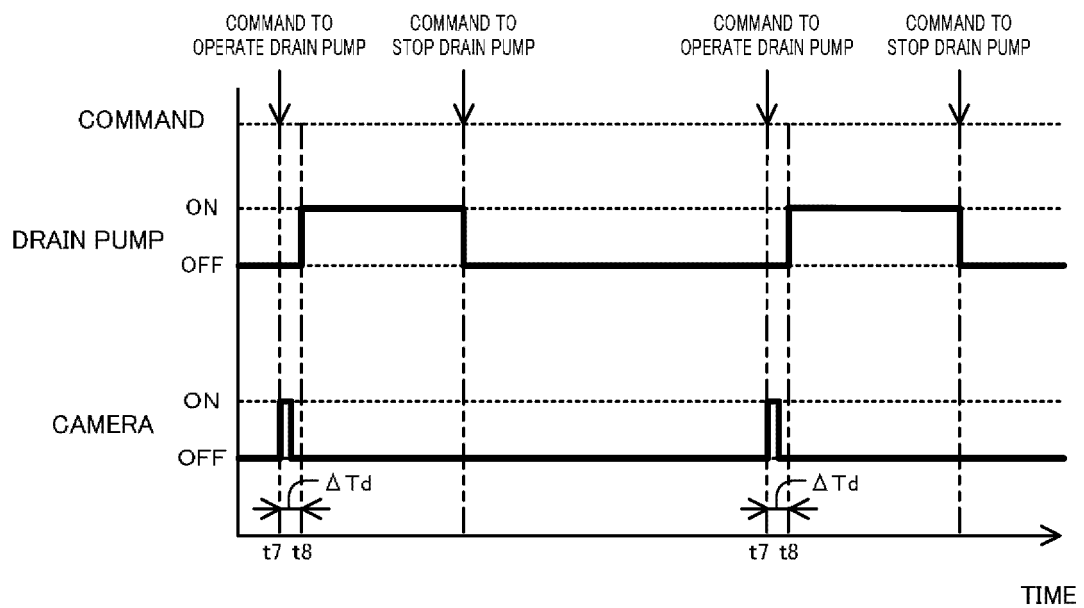 COMMAND TO
OPERATE DRAIN PUMP
COMMAND TO
STOP DRAIN PUMP
COMMAND TO
OPERATE DRAIN PUMP
COMMAND TO
STOP DRAIN PUMP
COMMAND
ON
DRAIN PUMP
OFF
ON
CAMERA
OFF
ΔTd
ΔTd
t7 t8
t7 t8
TIME